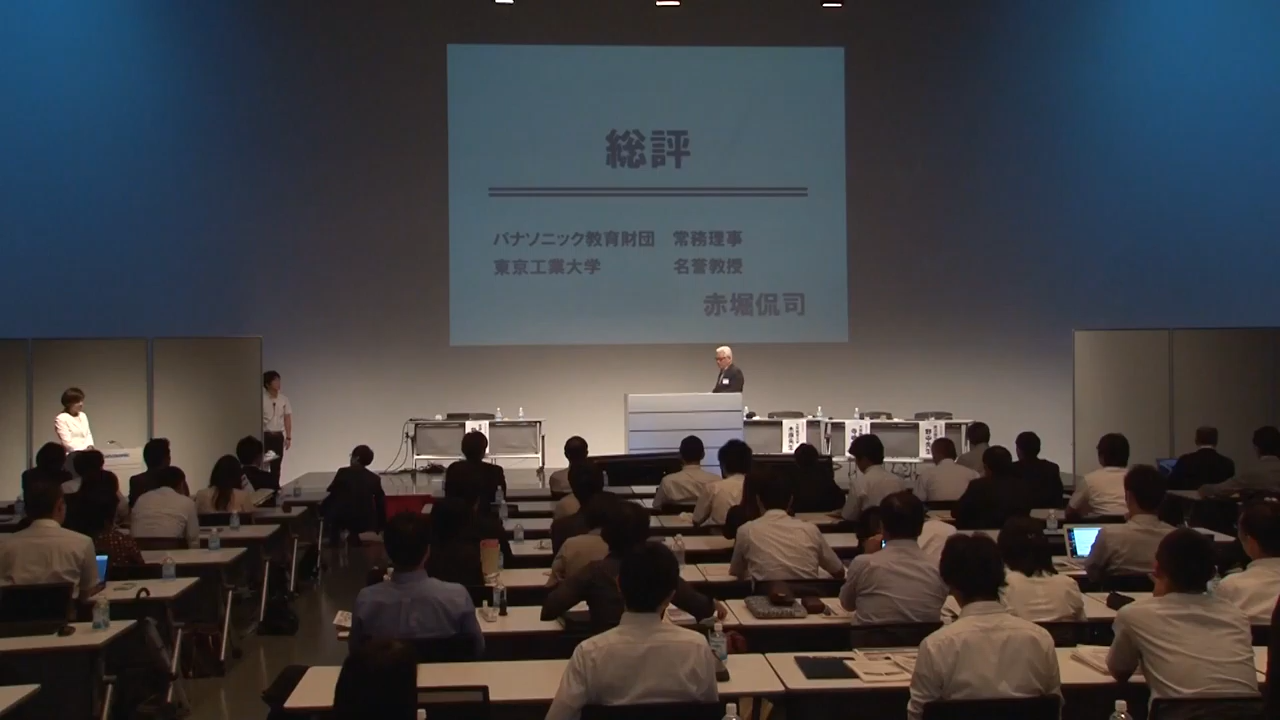 総評
パナソニック教育財団 常務理事
東京工業大学 名誉教授
赤堀侃司